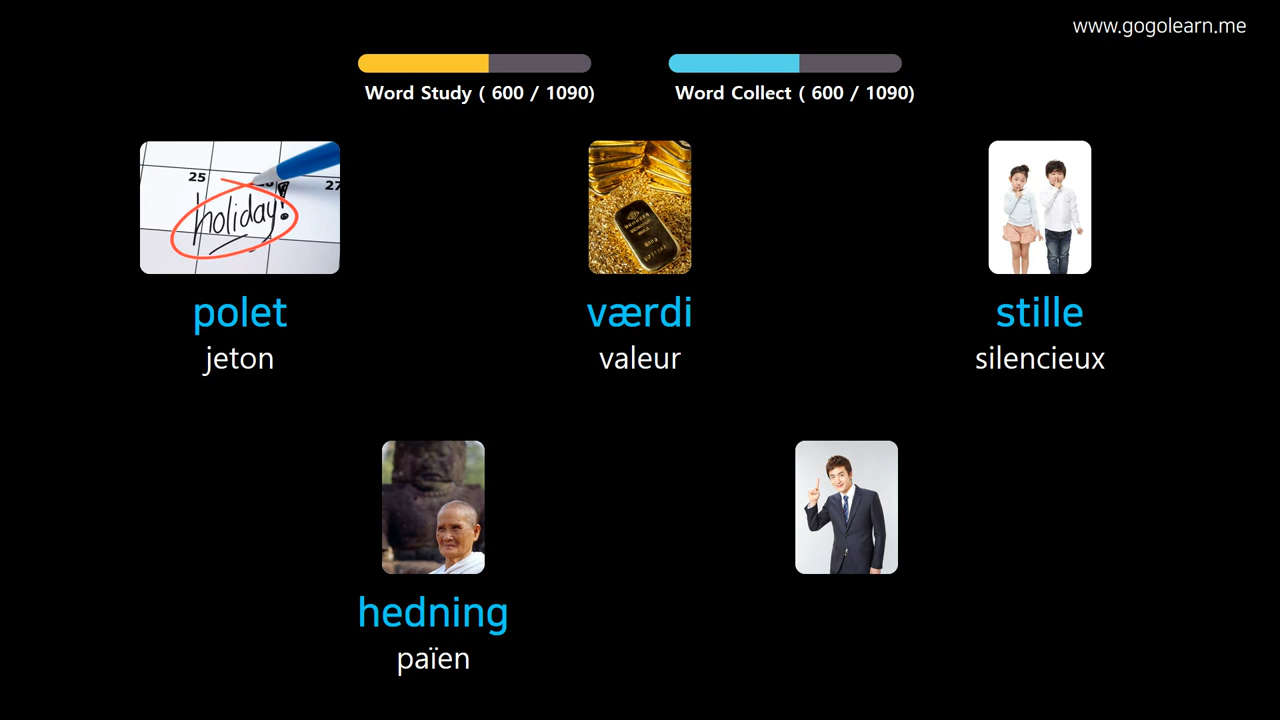 www.gogolearn.me
Word Study ( 600 / 1090)
Word Collect ( 600 / 1090)
25
27
holiday!
polet
jeton
værdi
valeur
stille
silencieux
hedning
païen